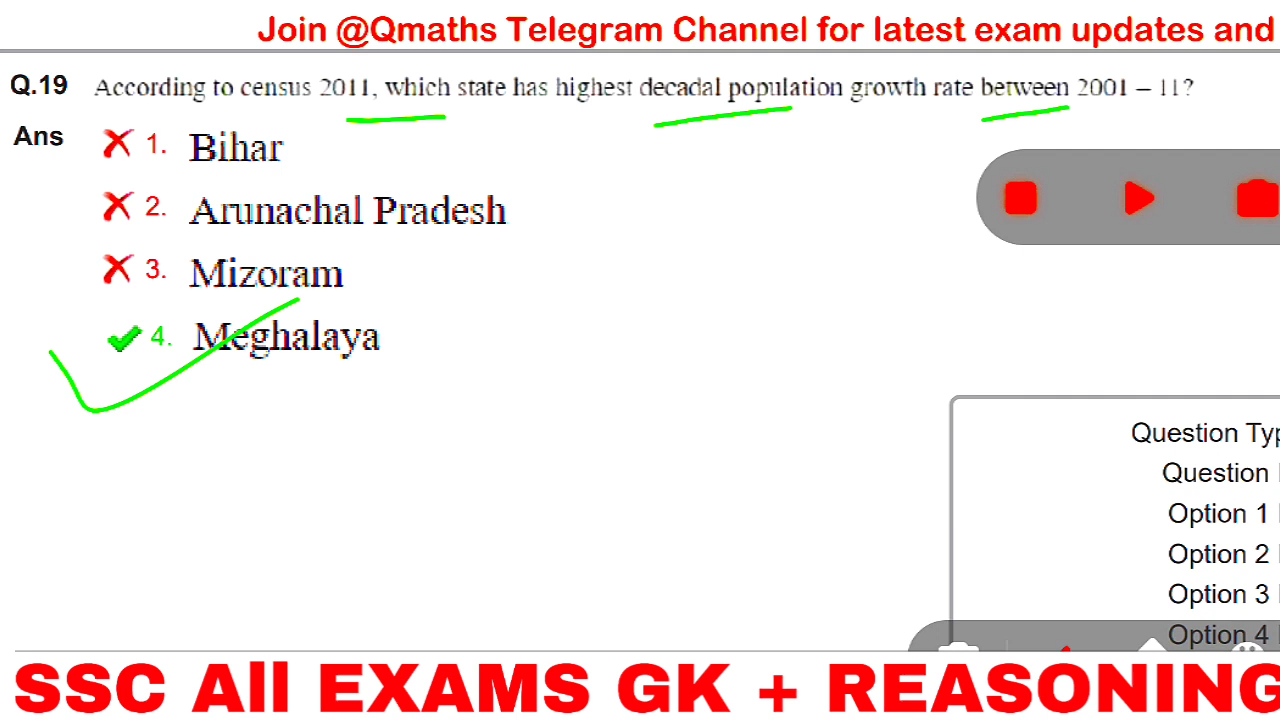 Join @Qmaths Telegram Channel for latest exam updates and
Q.19 According to census 2011, which state has highest decadal population growth rate between 2001 – 11?
Ans
1. Bihar
2. Arunachal Pradesh
3. Mizoram
4. Meghalaya
Question Typ
Question
Option 1
Option 2
Option 3
Option 4
SSC All EXAMS GK + REASONING